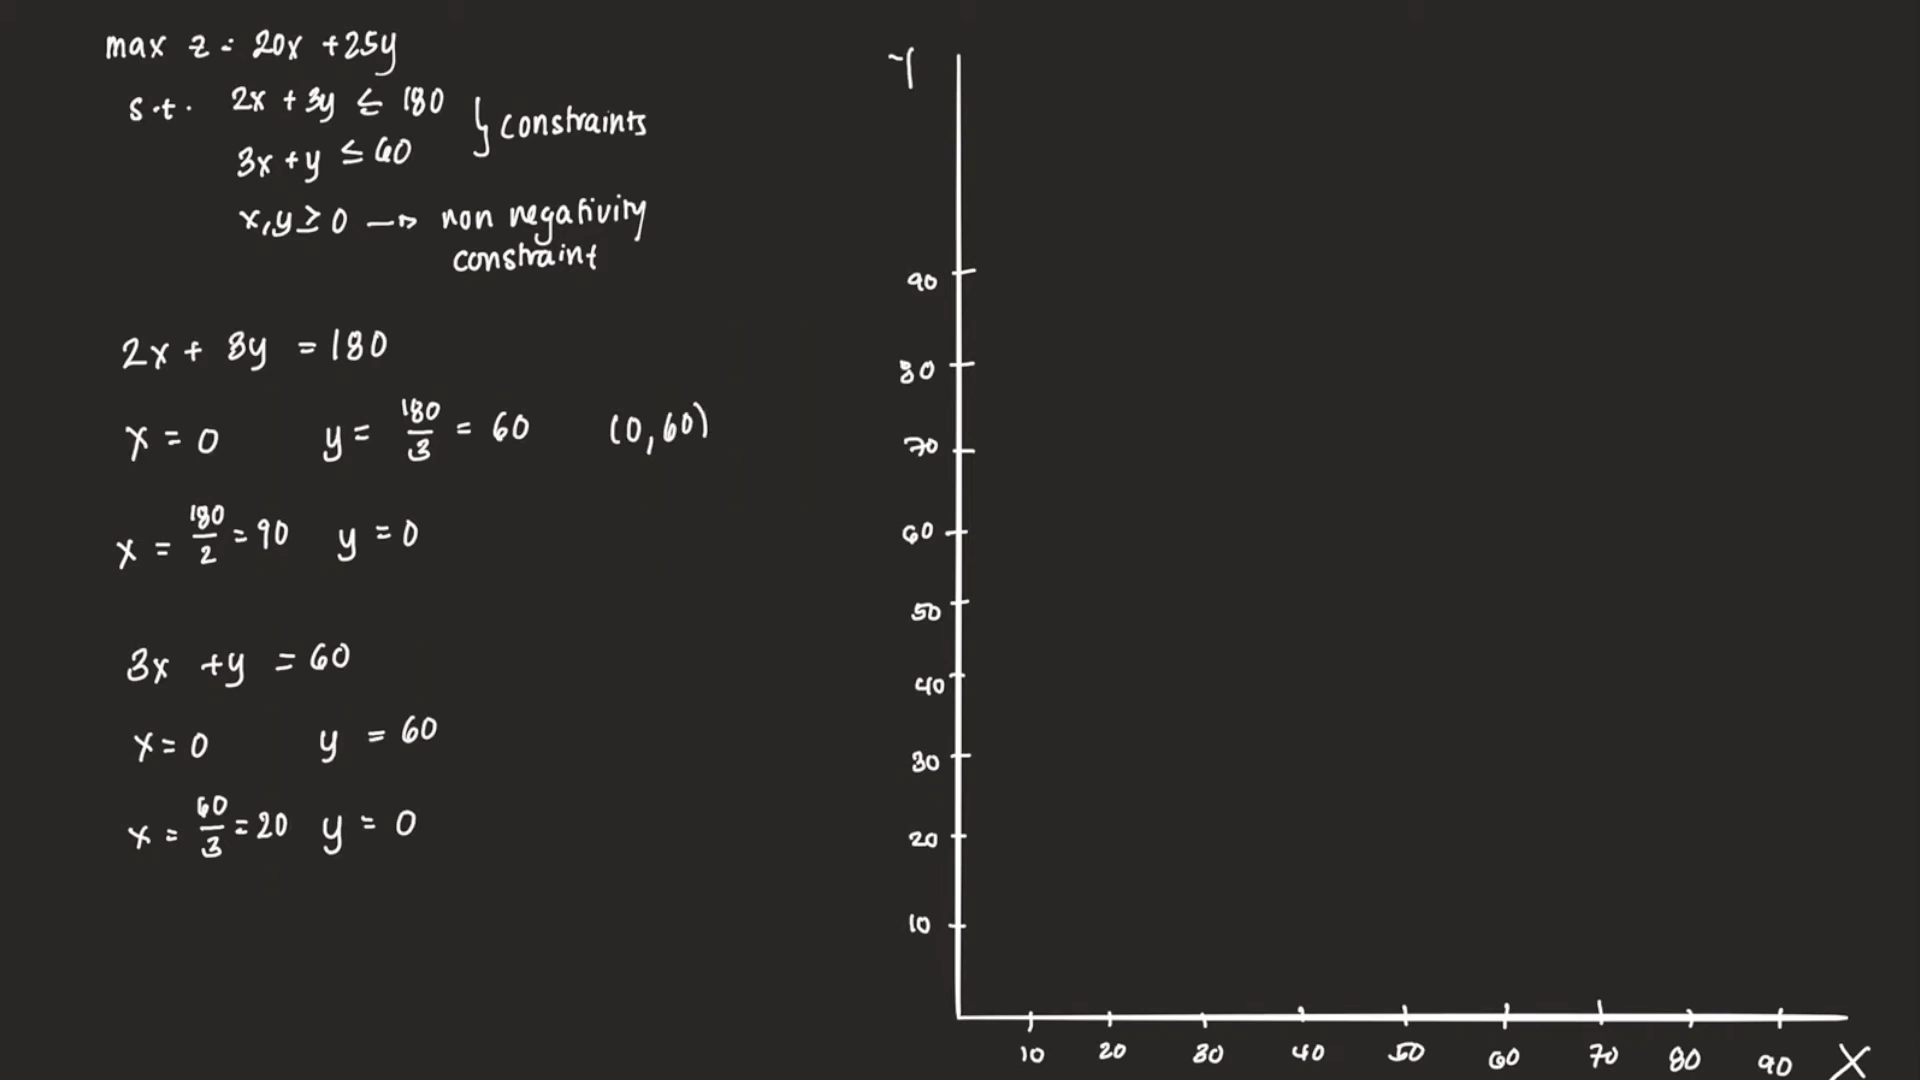 max z = 20x + 25y
s.t. 2x + 3y ≤ 180
3x + y ≤ 60
} constraints
x, y ≥ 0 → non negativity
constraint
2x + 3y = 180
x = 0 y = 180/3 = 60 (0, 60)
x = 180/2 = 90 y = 0
3x + y = 60
x = 0 y = 60
x = 60/3 = 20 y = 0
Y
90
80
70
60
50
40
30
20
10
10 20 30 40 50 60 70 80 90 X